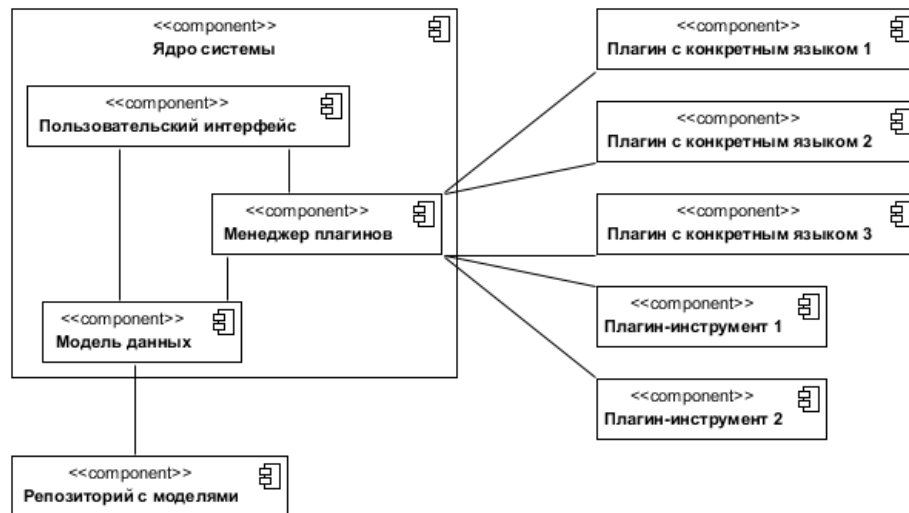 <<component>>
Ядро системы
<<component>>
Пользовательский интерфейс
<<component>>
Менеджер плагинов
<<component>>
Модель данных
<<component>>
Репозиторий с моделями
<<component>>
Плагин с конкретным языком 1
<<component>>
Плагин с конкретным языком 2
<<component>>
Плагин с конкретным языком 3
<<component>>
Плагин-инструмент 1
<<component>>
Плагин-инструмент 2